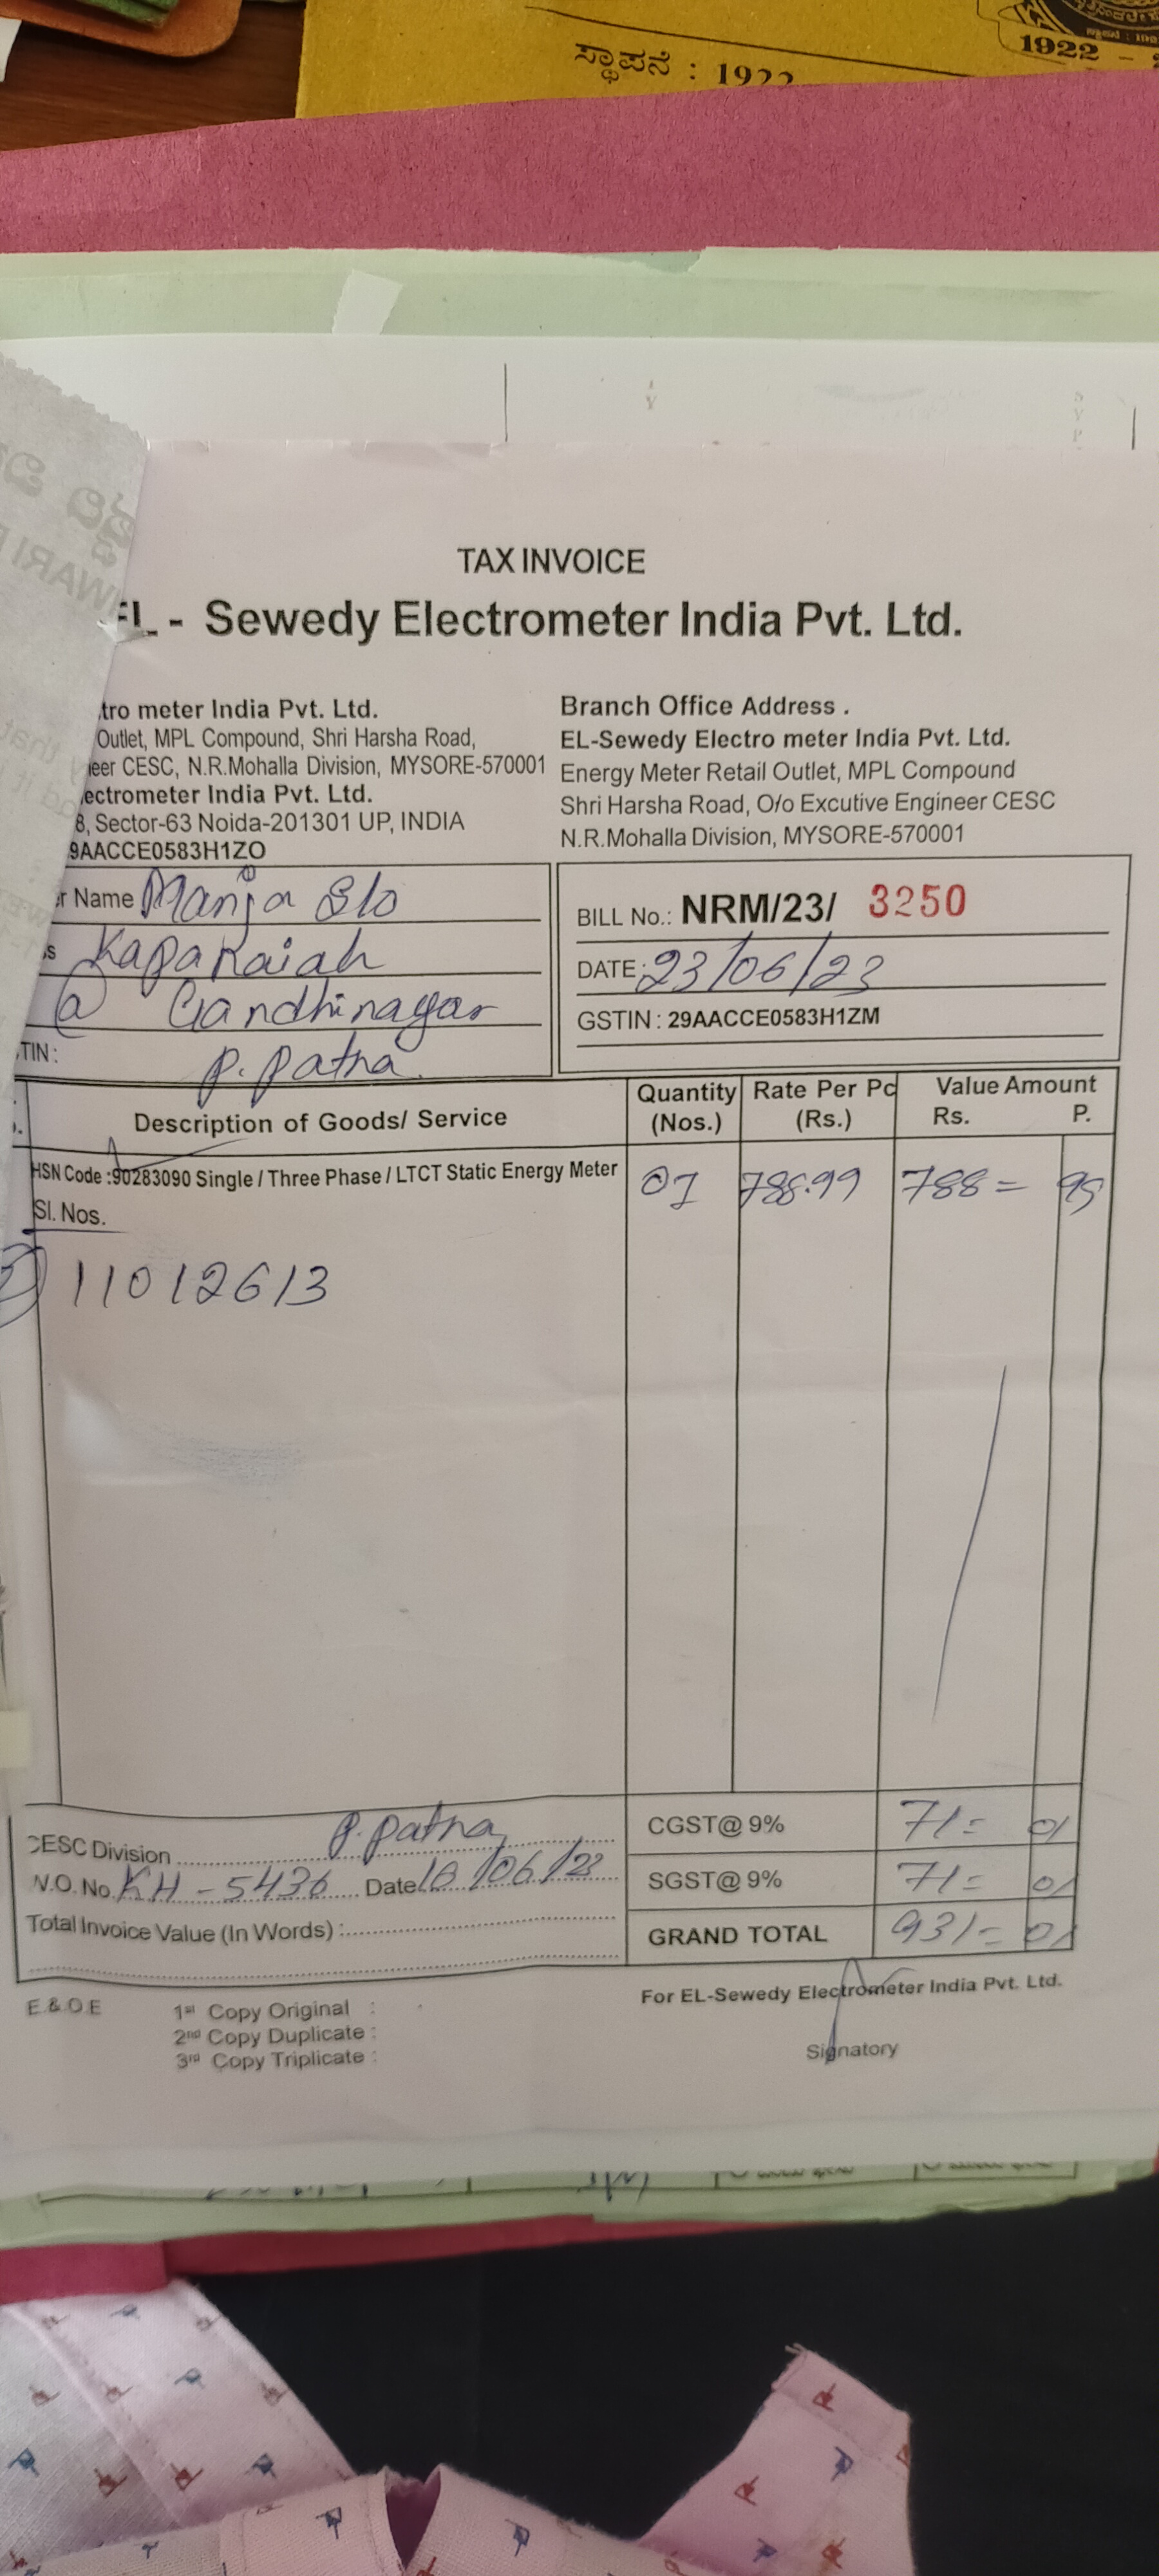 ಸ್ಥಾಪನೆ : 1922
1922 -
TAX INVOICE
EL - Sewedy Electrometer India Pvt. Ltd.
tro meter India Pvt. Ltd.
Outlet, MPL Compound, Shri Harsha Road,
eer CESC, N.R.Mohalla Division, MYSORE-570001
ectrometer India Pvt. Ltd.
8, Sector-63 Noida-201301 UP, INDIA
9AACCE0583H1ZO
Branch Office Address .
EL-Sewedy Electro meter India Pvt. Ltd.
Energy Meter Retail Outlet, MPL Compound
Shri Harsha Road, O/o Excutive Engineer CESC
N.R.Mohalla Division, MYSORE-570001
r Name Manja S/o
s Kapanaiah
@ Gandhinagar
TIN: P. Patna
BILL No.: NRM/23/ 3250
DATE: 23/06/23
GSTIN : 29AACCE0583H1ZM
Description of Goods/ Service
Quantity (Nos.)
Rate Per Pc (Rs.)
Value Amount
Rs. P.
HSN Code :90283090 Single / Three Phase / LTCT Static Energy Meter 01 788.99 788= 99
Sl. Nos.
11012613
CESC Division P. Patna
W.O. No. KH - 5436 Date 18/06/23
Total Invoice Value (In Words) :
CGST@ 9% 71= 01
SGST@ 9% 71= 01
GRAND TOTAL 931= 01
E.& O.E
1st Copy Original :
2nd Copy Duplicate :
3rd Copy Triplicate :
For EL-Sewedy Electrometer India Pvt. Ltd.
Signatory